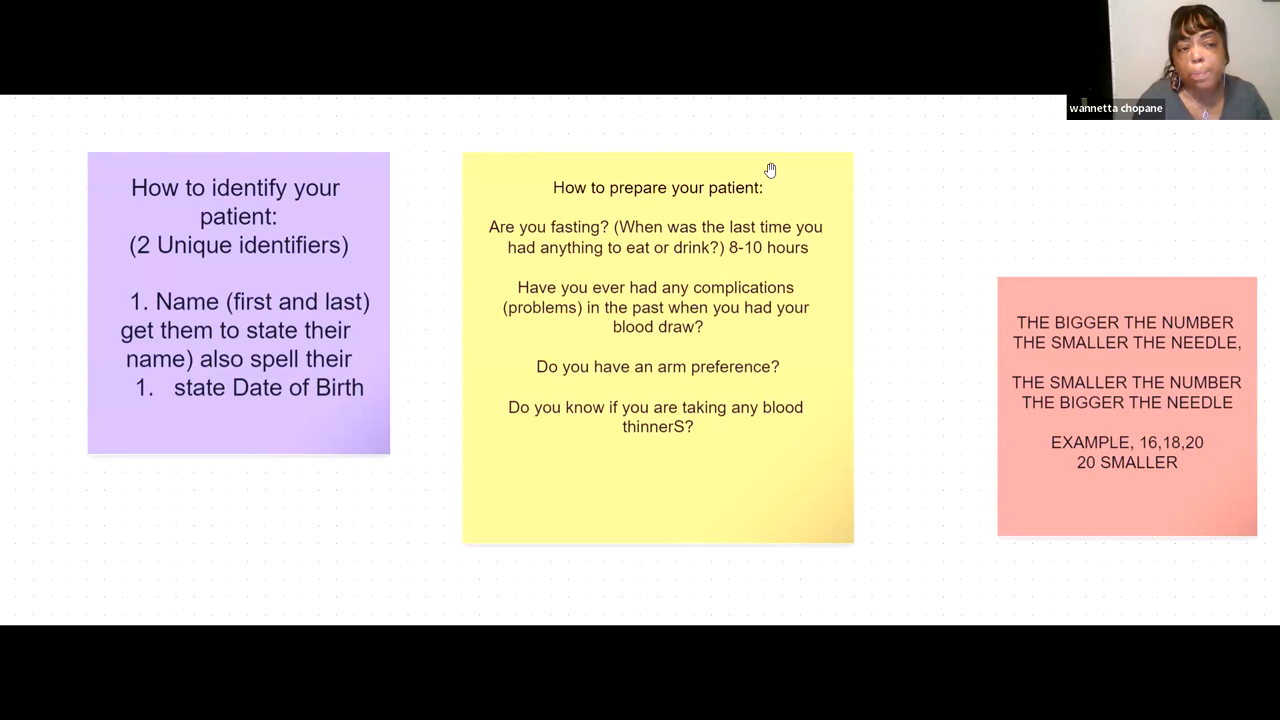 wannetta chopane
How to identify your
patient:
(2 Unique identifiers)
1. Name (first and last)
get them to state their
name) also spell their
1. state Date of Birth
How to prepare your patient:
Are you fasting? (When was the last time you
had anything to eat or drink?) 8-10 hours
Have you ever had any complications
(problems) in the past when you had your
blood draw?
Do you have an arm preference?
Do you know if you are taking any blood
thinnerS?
THE BIGGER THE NUMBER
THE SMALLER THE NEEDLE,
THE SMALLER THE NUMBER
THE BIGGER THE NEEDLE
EXAMPLE, 16,18,20
20 SMALLER